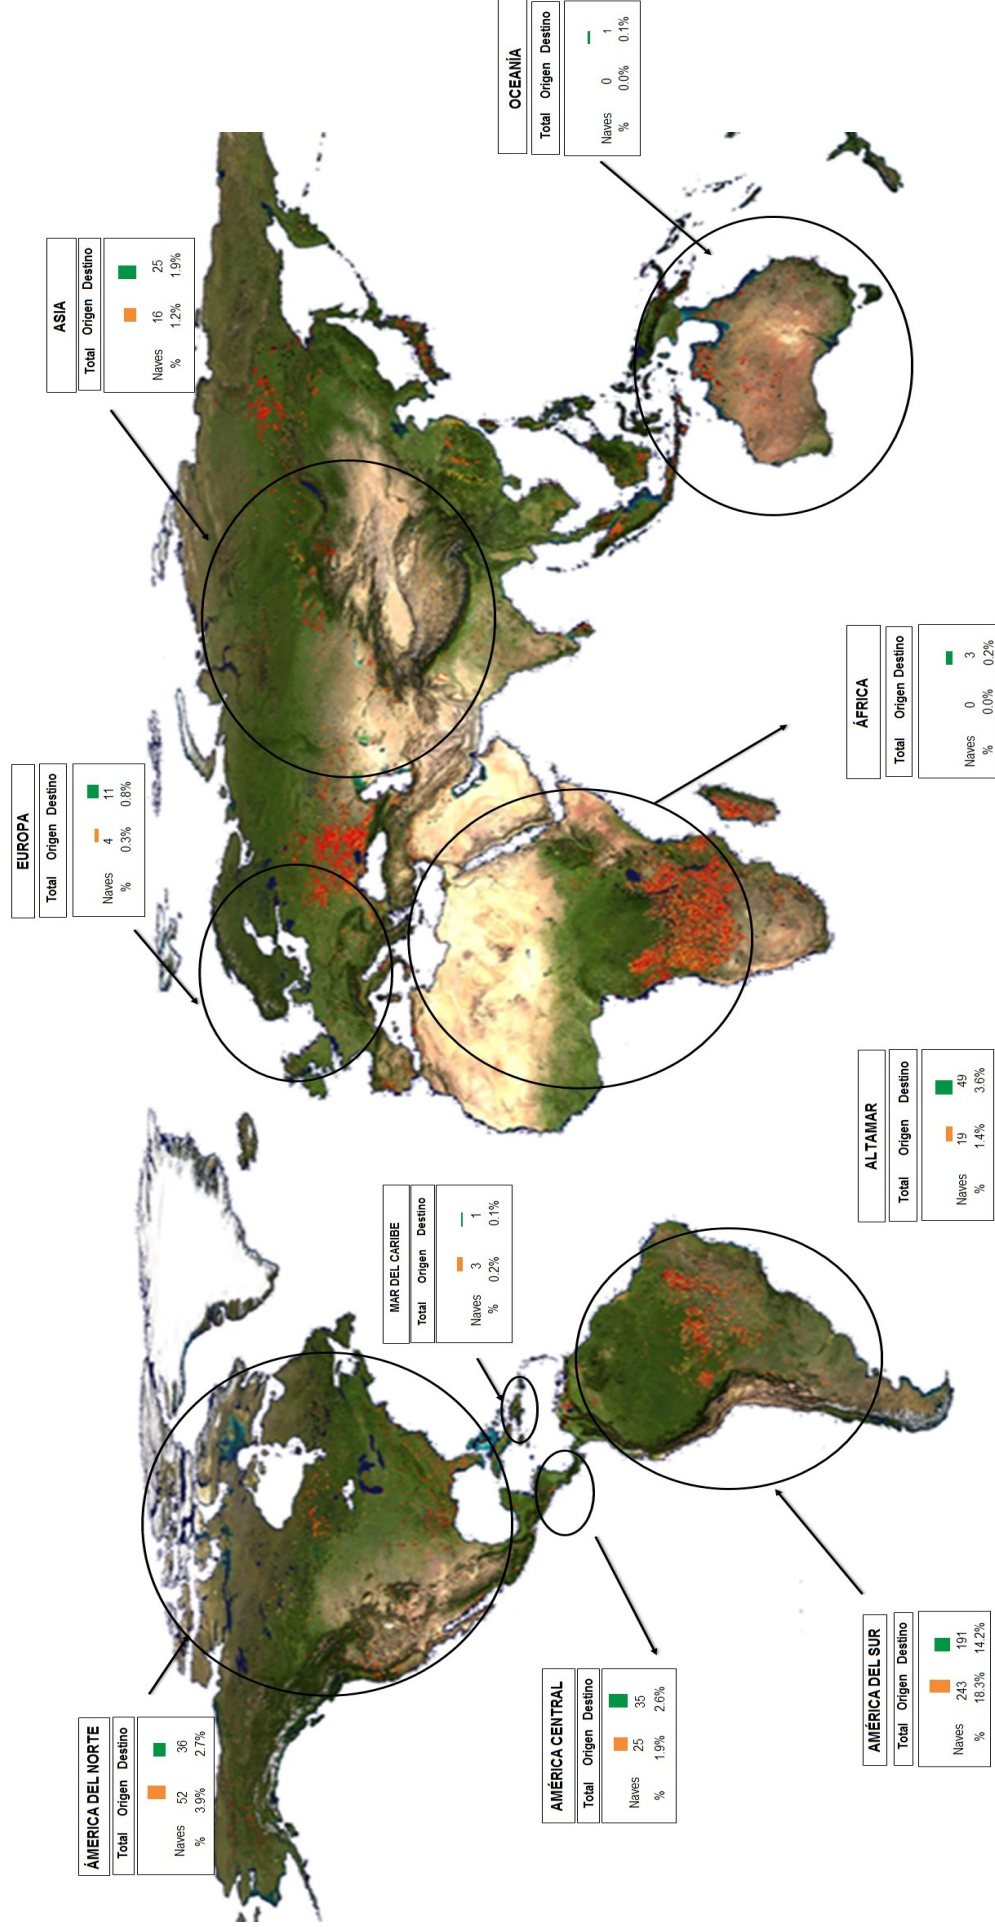 ÁMERICA DEL NORTE
Total Origen Destino
Naves 52 36
% 3.9% 2.7%
EUROPA
Total Origen Destino
Naves 4 11
% 0.3% 0.8%
ASIA
Total Origen Destino
Naves 16 25
% 1.2% 1.9%
MAR DEL CARIBE
Total Origen Destino
Naves 3 1
% 0.2% 0.1%
OCEANÍA
Total Origen Destino
Naves 0 1
% 0.0% 0.1%
AMÉRICA CENTRAL
Total Origen Destino
Naves 25 35
% 1.9% 2.6%
AMÉRICA DEL SUR
Total Origen Destino
Naves 243 191
% 18.3% 14.2%
ALTAMAR
Total Origen Destino
Naves 19 49
% 1.4% 3.6%
ÁFRICA
Total Origen Destino
Naves 0 3
% 0.0% 0.2%